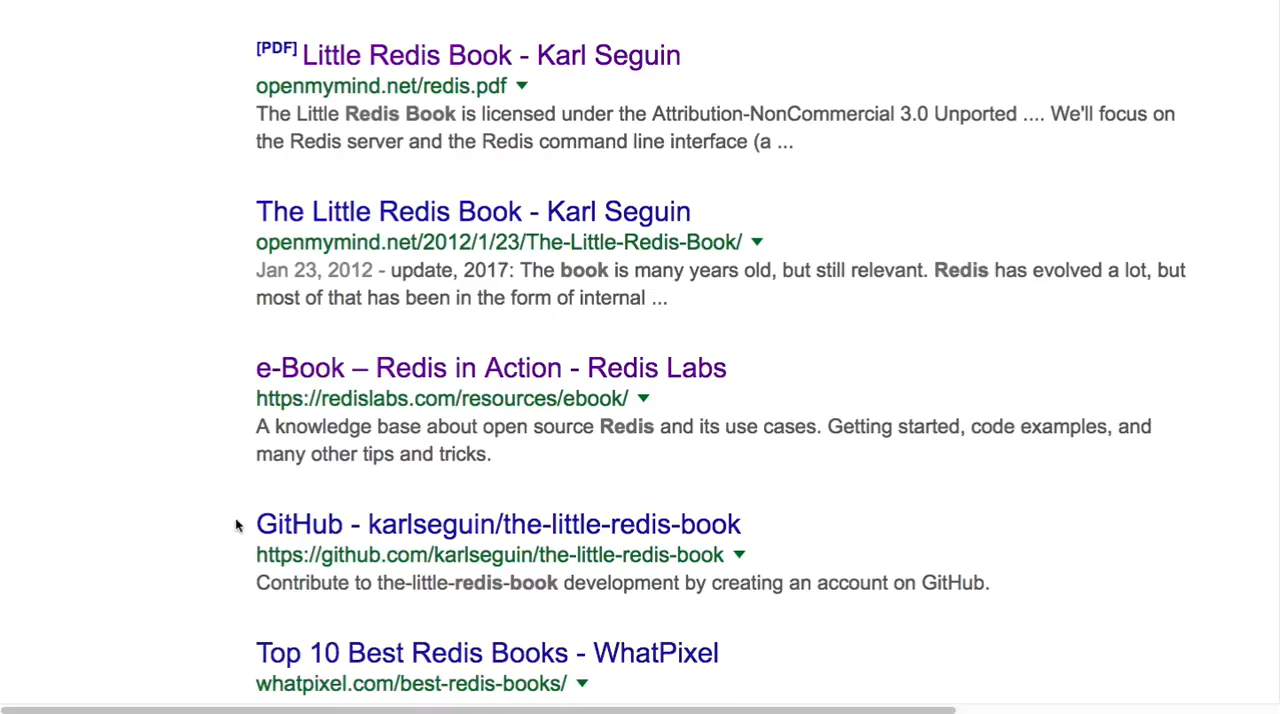 [PDF] Little Redis Book - Karl Seguin
openmymind.net/redis.pdf
The Little Redis Book is licensed under the Attribution-NonCommercial 3.0 Unported .... We'll focus on
the Redis server and the Redis command line interface (a ...
The Little Redis Book - Karl Seguin
openmymind.net/2012/1/23/The-Little-Redis-Book/
Jan 23, 2012 - update, 2017: The book is many years old, but still relevant. Redis has evolved a lot, but
most of that has been in the form of internal ...
e-Book – Redis in Action - Redis Labs
https://redislabs.com/resources/ebook/
A knowledge base about open source Redis and its use cases. Getting started, code examples, and
many other tips and tricks.
GitHub - karlseguin/the-little-redis-book
https://github.com/karlseguin/the-little-redis-book
Contribute to the-little-redis-book development by creating an account on GitHub.
Top 10 Best Redis Books - WhatPixel
whatpixel.com/best-redis-books/